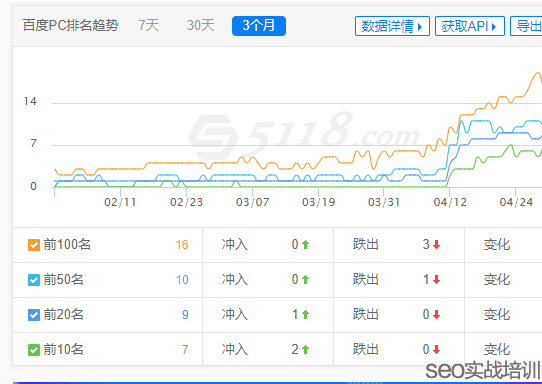 百度PC排名趋势 7天 30天 3个月 数据详情 获取API 导出
14
7
0
5118.com
02/11 02/23 03/07 03/19 03/31 04/12 04/24
前100名 16 冲入 0 跌出 3 变化
前50名 10 冲入 0 跌出 1 变化
前20名 9 冲入 1 跌出 0 变化
前10名 7 冲入 2 跌出 0
seo实战培训